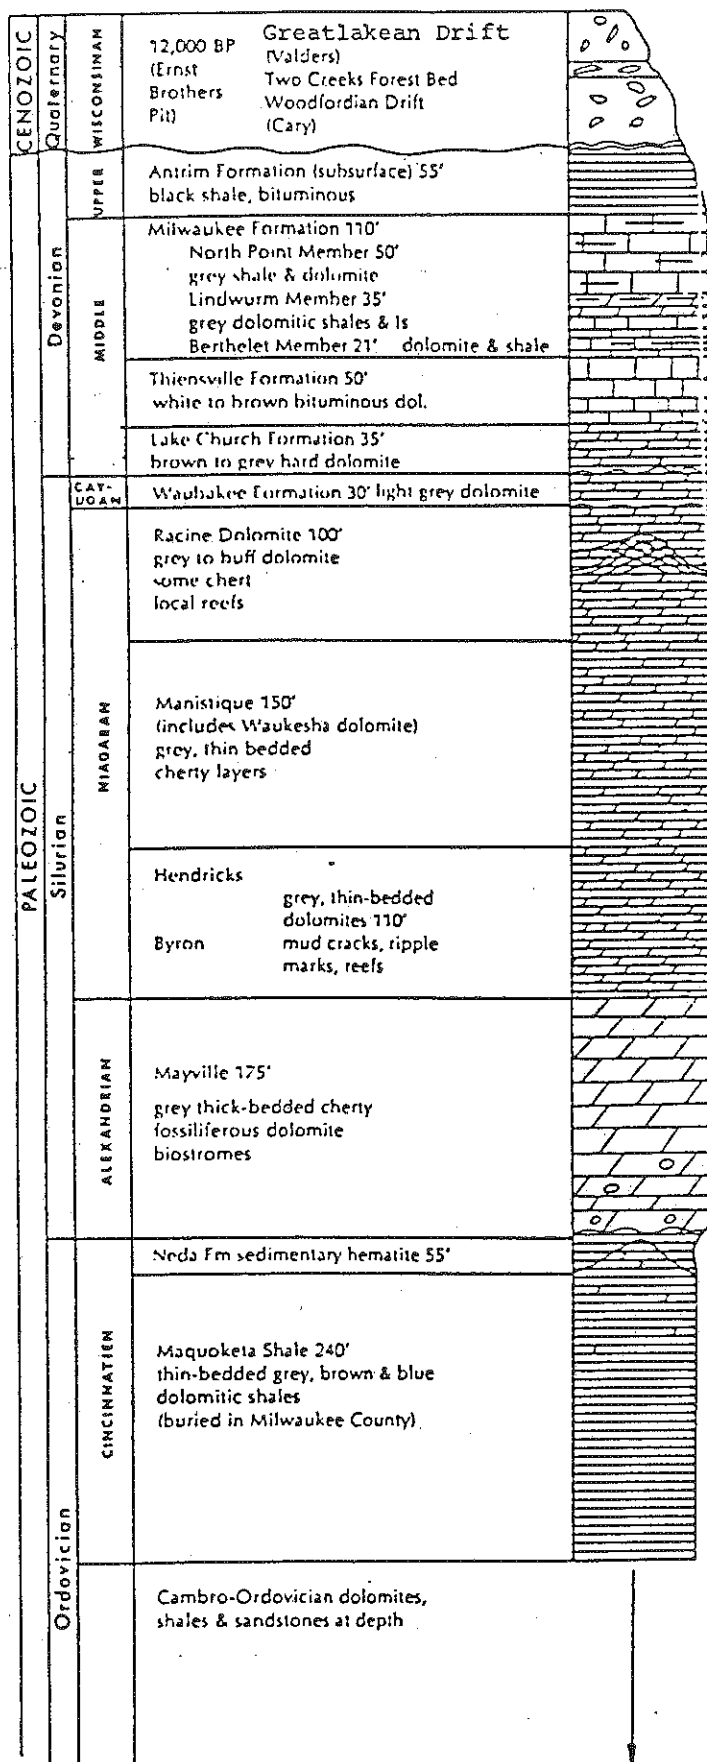 CENOZOIC
Quaternary
WISCONSINAM
12,000 BP
(Ernst
Brothers
Pit)
Greatlakean Drift
(Valders)
Two Creeks Forest Bed
Woodfordian Drift
(Cary)
PALEOZOIC
Devonian
UPPER
Antrim Formation (subsurface) 55'
black shale, bituminous
MIDDLE
Milwaukee Formation 110'
North Point Member 50'
grey shale & dolomite
Lindwurm Member 35'
grey dolomitic shales & ls
Berthelet Member 21' dolomite & shale
Thiensville Formation 50'
white to brown bituminous dol.
Lake Church Formation 35'
brown to grey hard dolomite
Silurian
CAY-
UGAN
Waubakee Formation 30' light grey dolomite
NIAGARAN
Racine Dolomite 100'
grey to buff dolomite
some chert
local reefs
Manistique 150'
(includes Waukesha dolomite)
grey, thin bedded
cherty layers
Hendricks
grey, thin-bedded
dolomites 110'
Byron mud cracks, ripple
marks, reefs
ALEXANDRIAN
Mayville 175'
grey thick-bedded cherty
fossiliferous dolomite
biostromes
Ordovician
CINCINNATIEN
Neda Fm sedimentary hematite 55'
Maquoketa Shale 240'
thin-bedded grey, brown & blue
dolomitic shales
(buried in Milwaukee County)
Cambro-Ordovician dolomites,
shales & sandstones at depth